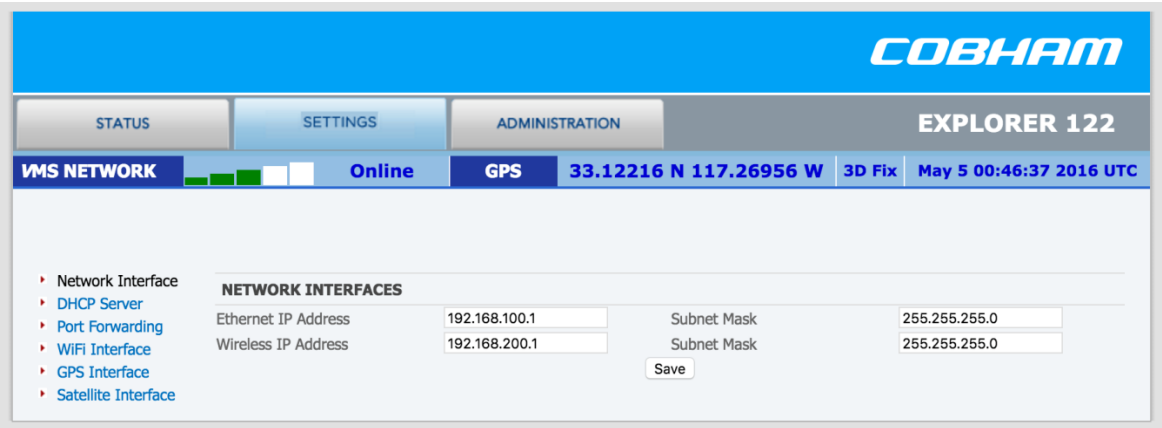 COBHAM
STATUS SETTINGS ADMINISTRATION EXPLORER 122
VMS NETWORK Online GPS 33.12216 N 117.26956 W 3D Fix May 5 00:46:37 2016 UTC
Network Interface
DHCP Server
Port Forwarding
WiFi Interface
GPS Interface
Satellite Interface
NETWORK INTERFACES
Ethernet IP Address 192.168.100.1 Subnet Mask 255.255.255.0
Wireless IP Address 192.168.200.1 Subnet Mask 255.255.255.0
Save